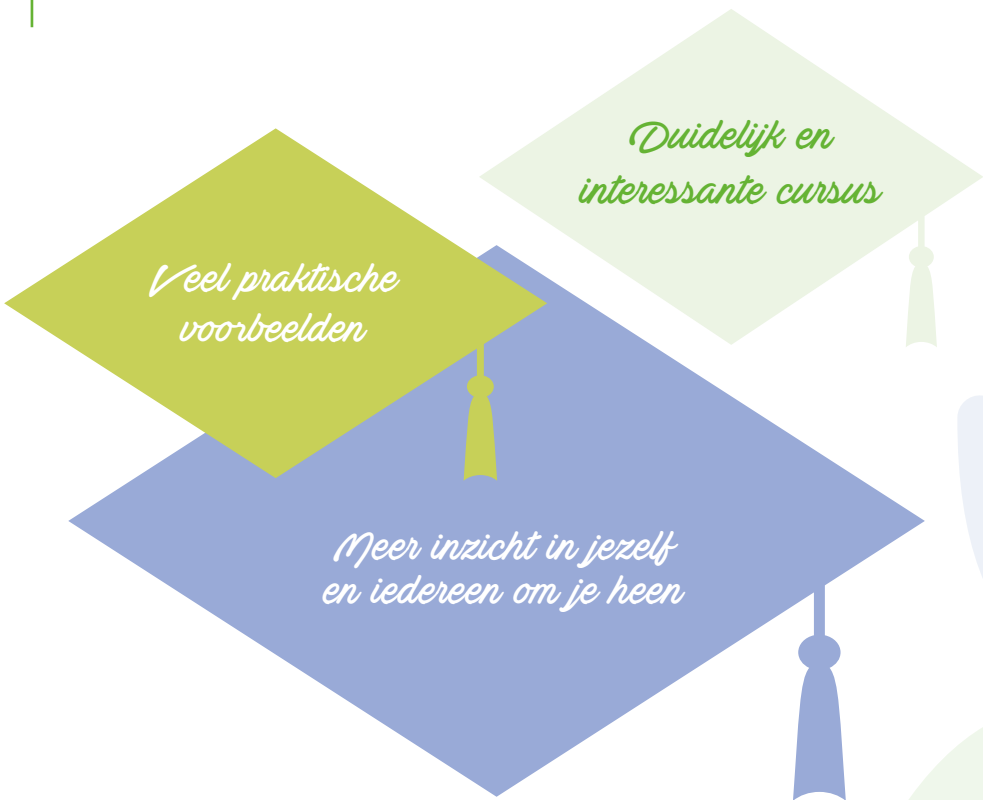 Duidelijk en
interessante cursus
Veel praktische
voorbeelden
Meer inzicht in jezelf
en iedereen om je heen